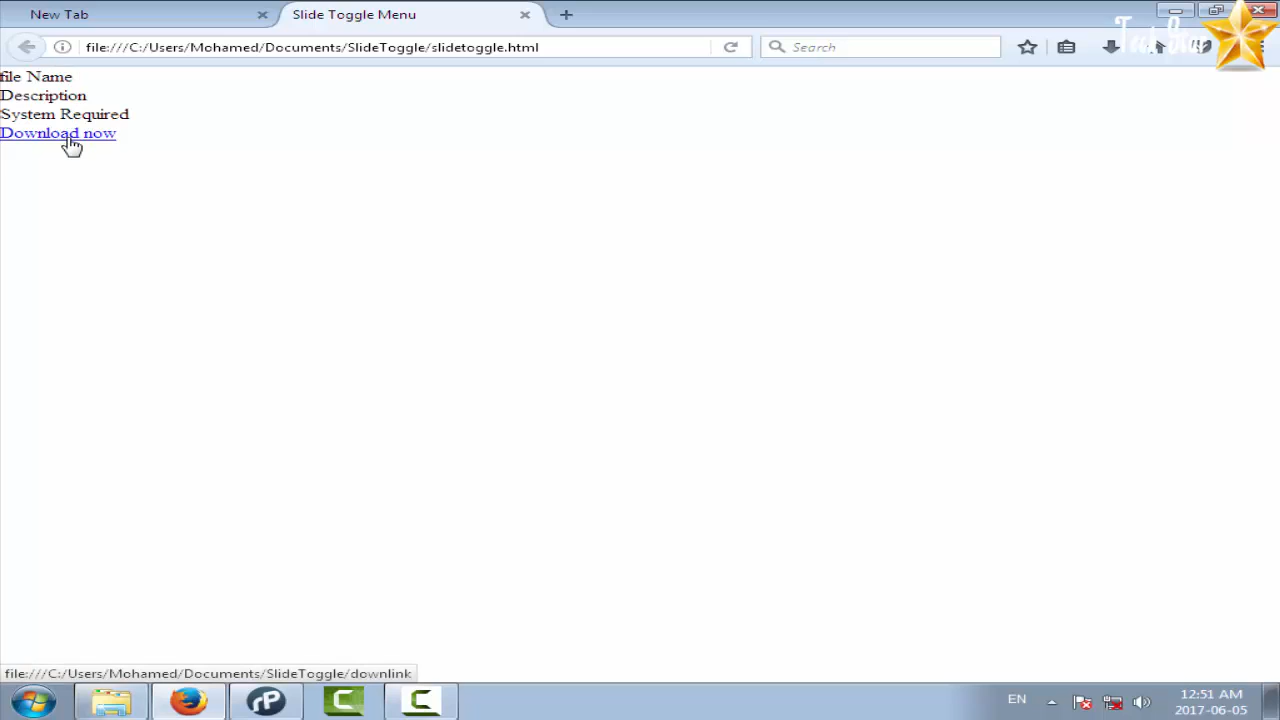 New Tab
Slide Toggle Menu
file:///C:/Users/Mohamed/Documents/SlideToggle/slidetoggle.html
Search
file Name
Description
System Required
Download now
file:///C:/Users/Mohamed/Documents/SlideToggle/downlink
EN
12:51 AM
2017-06-05